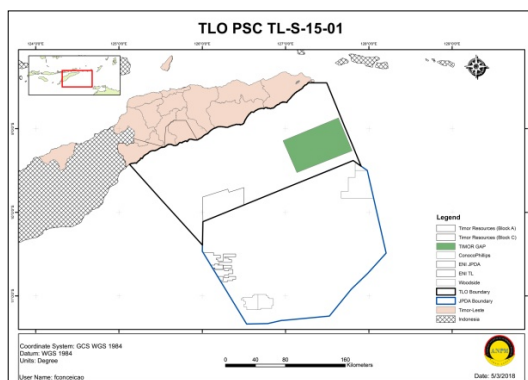 TLO PSC TL-S-15-01
Legend
Timor Resources (Block A)
Timor Resources (Block C)
TIMOR GAP
ConocoPhillips
ENI JPDA
ENI TL
Woodside
TLO Boundary
JPDA Boundary
Timor-Leste
Indonesia
Coordinate System: GCS WGS 1984
Datum: WGS 1984
Units: Degree
User Name: fconceicao
0 40 80 160
Kilometers
ANPM
Date: 5/3/2018